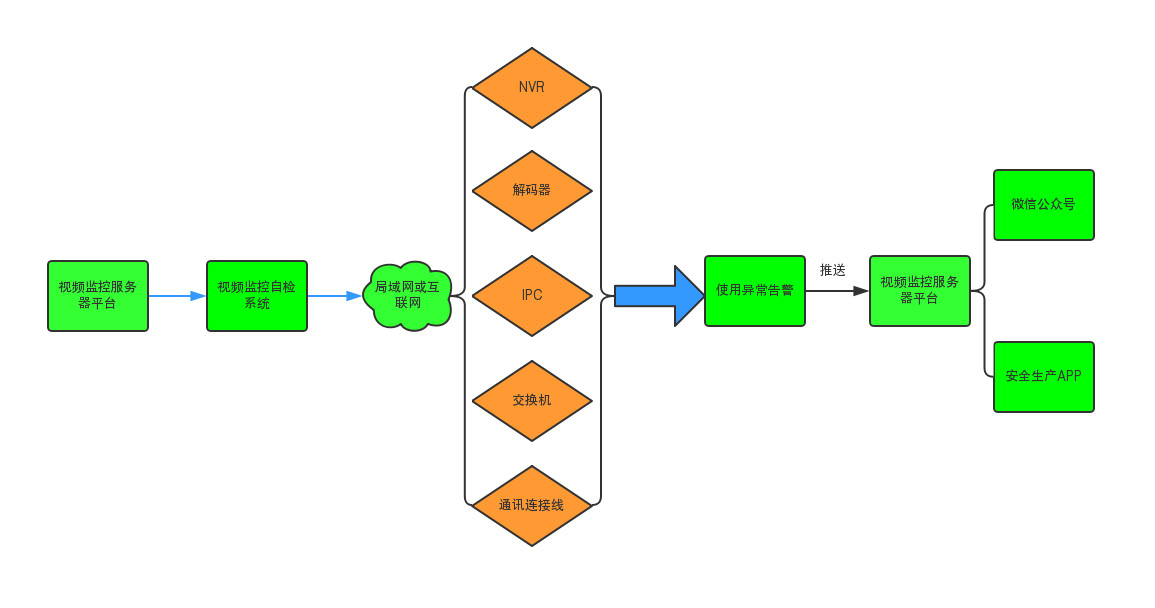 视频监控服务
器平台
视频监控自检
系统
局域网或互
联网
NVR
解码器
IPC
交换机
通讯连接线
使用异常告警
推送
视频监控服务
器平台
微信公众号
安全生产APP